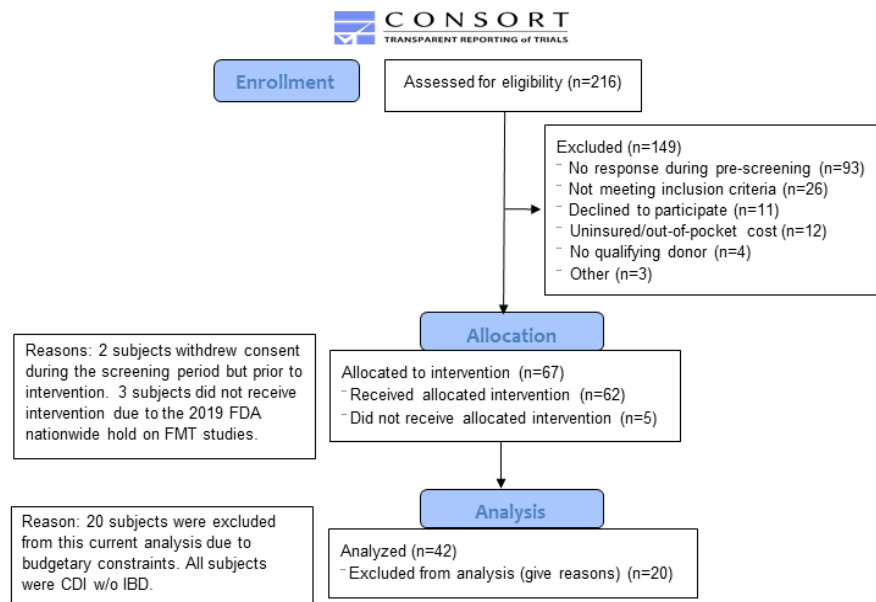 CONSORT
TRANSPARENT REPORTING of TRIALS
Enrollment
Assessed for eligibility (n=216)
Excluded (n=149)
¨ No response during pre-screening (n=93)
¨ Not meeting inclusion criteria (n=26)
¨ Declined to participate (n=11)
¨ Uninsured/out-of-pocket cost (n=12)
¨ No qualifying donor (n=4)
¨ Other (n=3)
Allocation
Reasons: 2 subjects withdrew consent
during the screening period but prior to
intervention. 3 subjects did not receive
intervention due to the 2019 FDA
nationwide hold on FMT studies.
Allocated to intervention (n=67)
¨ Received allocated intervention (n=62)
¨ Did not receive allocated intervention (n=5)
Analysis
Reason: 20 subjects were excluded
from this current analysis due to
budgetary constraints. All subjects
were CDI w/o IBD.
Analyzed (n=42)
¨ Excluded from analysis (give reasons) (n=20)